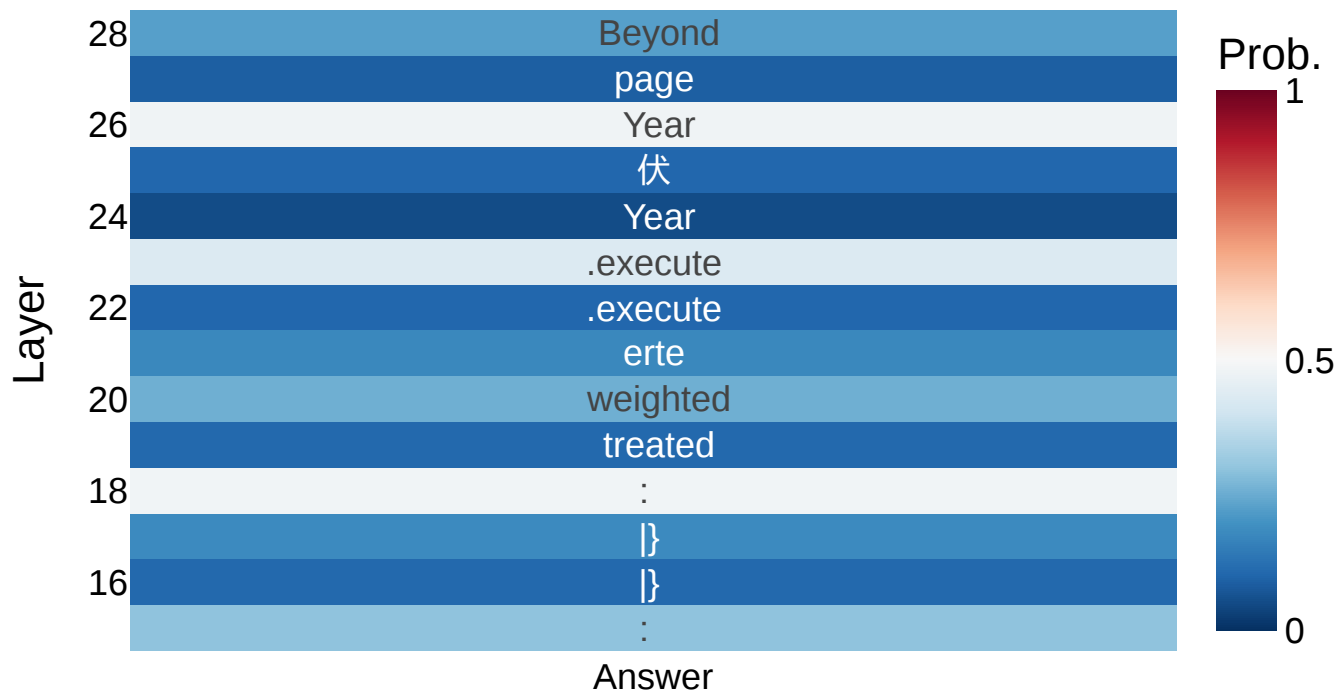 28 Beyond
page
26 Year
伏
24 Year
.execute
22 .execute
erte
20 weighted
treated
18 :
|}
16 |}
:
Answer
Layer
Prob.
1
0.5
0